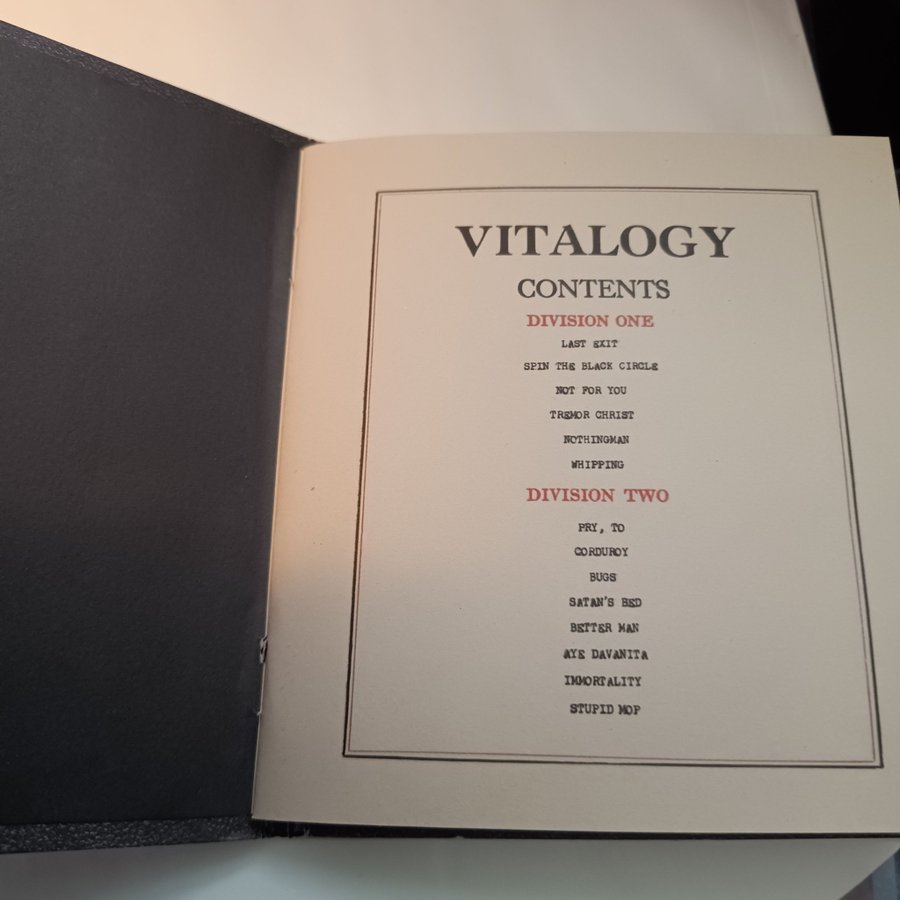 VITALOGY
CONTENTS
DIVISION ONE
LAST EXIT
SPIN THE BLACK CIRCLE
NOT FOR YOU
TREMOR CHRIST
NOTHINGMAN
WHIPPING
DIVISION TWO
PRY, TO
CORDUROY
BUGS
SATAN'S BED
BETTER MAN
AYE DAVANITA
IMMORTALITY
STUPID MOP